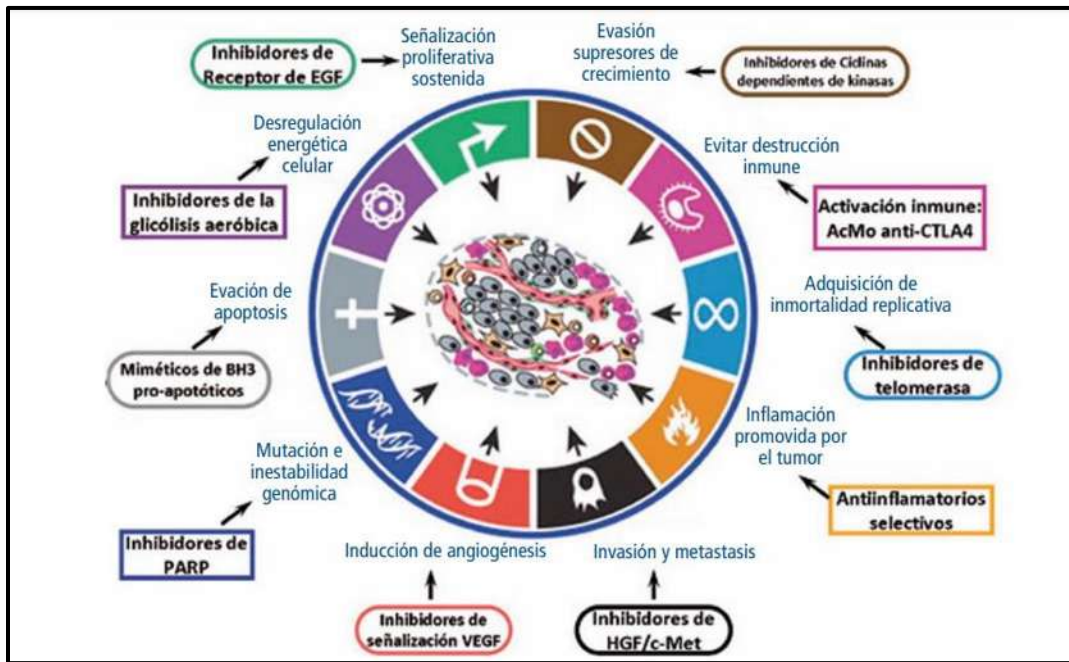 Inhibidores de
Receptor de EGF
Señalización
proliferativa
sostenida
Evasión
supresores de
crecimiento
Inhibidores de Ciclinas
dependientes de kinasas
Desregulación
energética
celular
Inhibidores de la
glicólisis aeróbica
Evitar destrucción
inmune
Activación inmune:
AcMo anti-CTLA4
Evación de
apoptosis
Miméticos de BH3
pro-apotóticos
Adquisición de
inmortalidad replicativa
Inhibidores de
telomerasa
Mutación e
inestabilidad
genómica
Inhibidores de
PARP
Inflamación
promovida por
el tumor
Antiinflamatorios
selectivos
Inducción de angiogénesis
Inhibidores de
señalización VEGF
Invasión y metastasis
Inhibidores de
HGF/c-Met